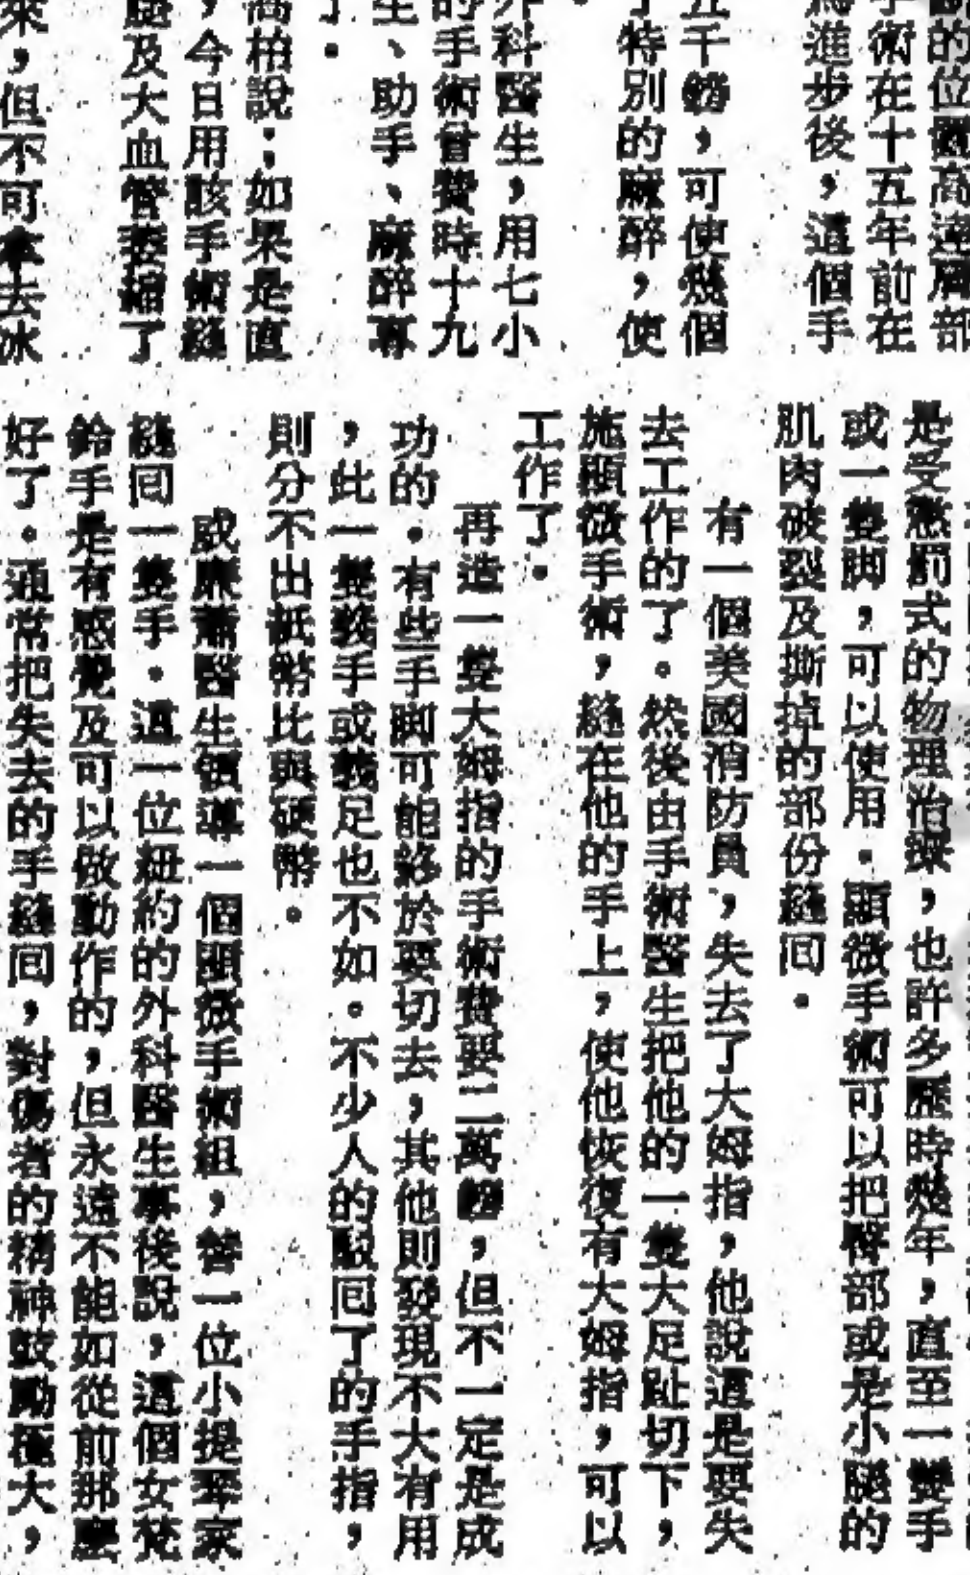 的位置高達肩部
手術在十五年前在
進步後，這個手
五千鎊，可使幾個
特別的麻醉，使
外科醫生，用七小
的手術曾費時十九
生、助手、麻醉專
高柏說：如果是直
，今日用該手術縫
腿及大血管萎縮了
來，但不可拿去冰
是受懲罰式的物理治療，也許多歷時幾年，直至一雙手
或一隻脚，可以使用．顯微手術可以把臀部或是小腿的
肌肉破裂及撕掉的部份縫囘．
有一個美國消防員，失去了大姆指，他說這是要失
去工作的了。然後由手術醫生把他的一隻大足趾切下，
施顯微手術，縫在他的手上，使他恢復有大姆指，可以
工作了．
再造一隻大姆指的手術費要二萬鎊，但不一定是成
功的．有些手脚可能終於要切去，其他則發現不大有用
，此一隻義手或義足也不如。不少人的駁囘了的手指，
則分不出紙幣比與硬幣。
威廉蕭醫生領導一個顯微手術組，替一位小提琴家
縫囘一隻手．這一位紐約的外科醫生事後說，這個女梵
鈴手是有感覺及可以做動作的，但永遠不能如從前那麼
好了．通常把失去的手縫囘，對傷者的精神鼓勵極大，